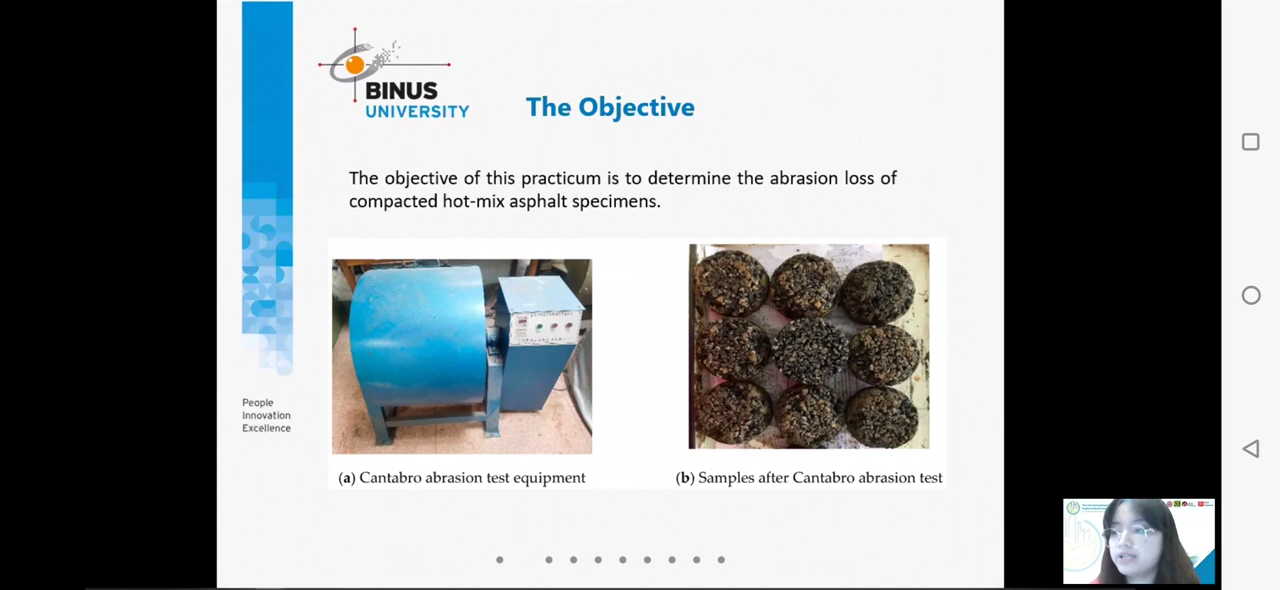 BINUS
UNIVERSITY
The Objective
The objective of this practicum is to determine the abrasion loss of
compacted hot-mix asphalt specimens.
(a) Cantabro abrasion test equipment
(b) Samples after Cantabro abrasion test
People
Innovation
Excellence